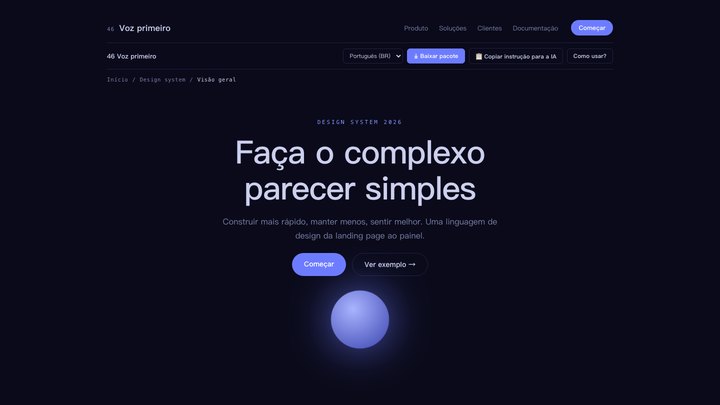 46 Voz primeiro
Produto Soluções Clientes Documentação Começar
46 Voz primeiro
Português (BR) Baixar pacote Copiar instrução para a IA Como usar?
Início / Design system / Visão geral
DESIGN SYSTEM 2026
Faça o complexo
parecer simples
Construir mais rápido, manter menos, sentir melhor. Uma linguagem de
design da landing page ao painel.
Começar Ver exemplo →